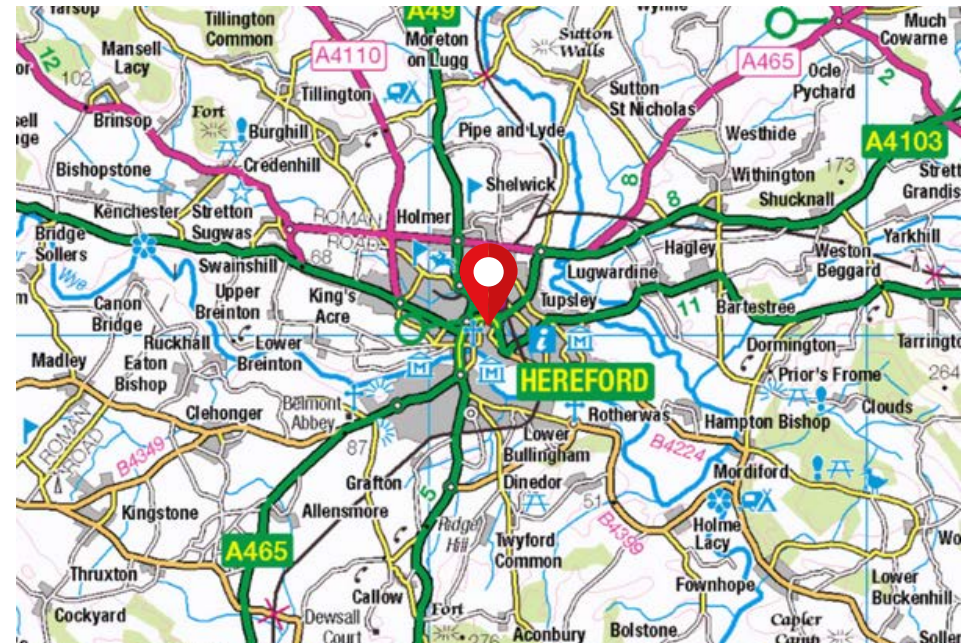 Tillington
Common
A49
Moreton
on Lugg
Sutton
Walls
Much
Cowarne
12
Mansell
Lacy
102
A4110
A465
2
Ocle
Pychard
Tillington
Sutton
St Nicholas
Brinsop
Fort
Burghill
Pipe and Lyde
Westhide
A4103
Credenhill
Bishopstone
Shelwick
8
Withington
173
Shucknall
8
Kenchester
Stretton
Sugwas
ROMAN
ROAD
Holmer
Bridge
Sollers
68
Hagley
Weston
Beggard
Yarkhill
Wye
Swainshill
Lugwardine
Canon
Bridge
Upper
Breinton
King's
Acre
Tupsley
11
Bartestree
Ruckhall
Lower
Breinton
i
Dormington
Madley
Eaton
Bishop
M
M
M
HEREFORD
Prior's Frome
264
Clehonger
Belmont
Abbey
Rotherwas
Hampton Bishop
Clouds
ROMAN
ROAD
B4349
87
Lower
Bullingham
B4224
Mordiford
Grafton
5
Dinedor
51
Kingstone
Allensmore
Ridge
Hill
B4399
Holme
Lacy
A465
Twyford
Common
Thruxton
Callow
Fownhope
Lower
Buckenhill
Cockyard
Dewsall
Court
Fort
276
Aconbury
Bolstone
Capler
Camp